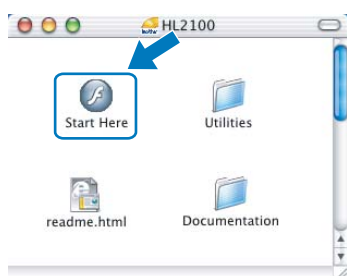 HL2100
Start Here
Utilities
readme.html
Documentation